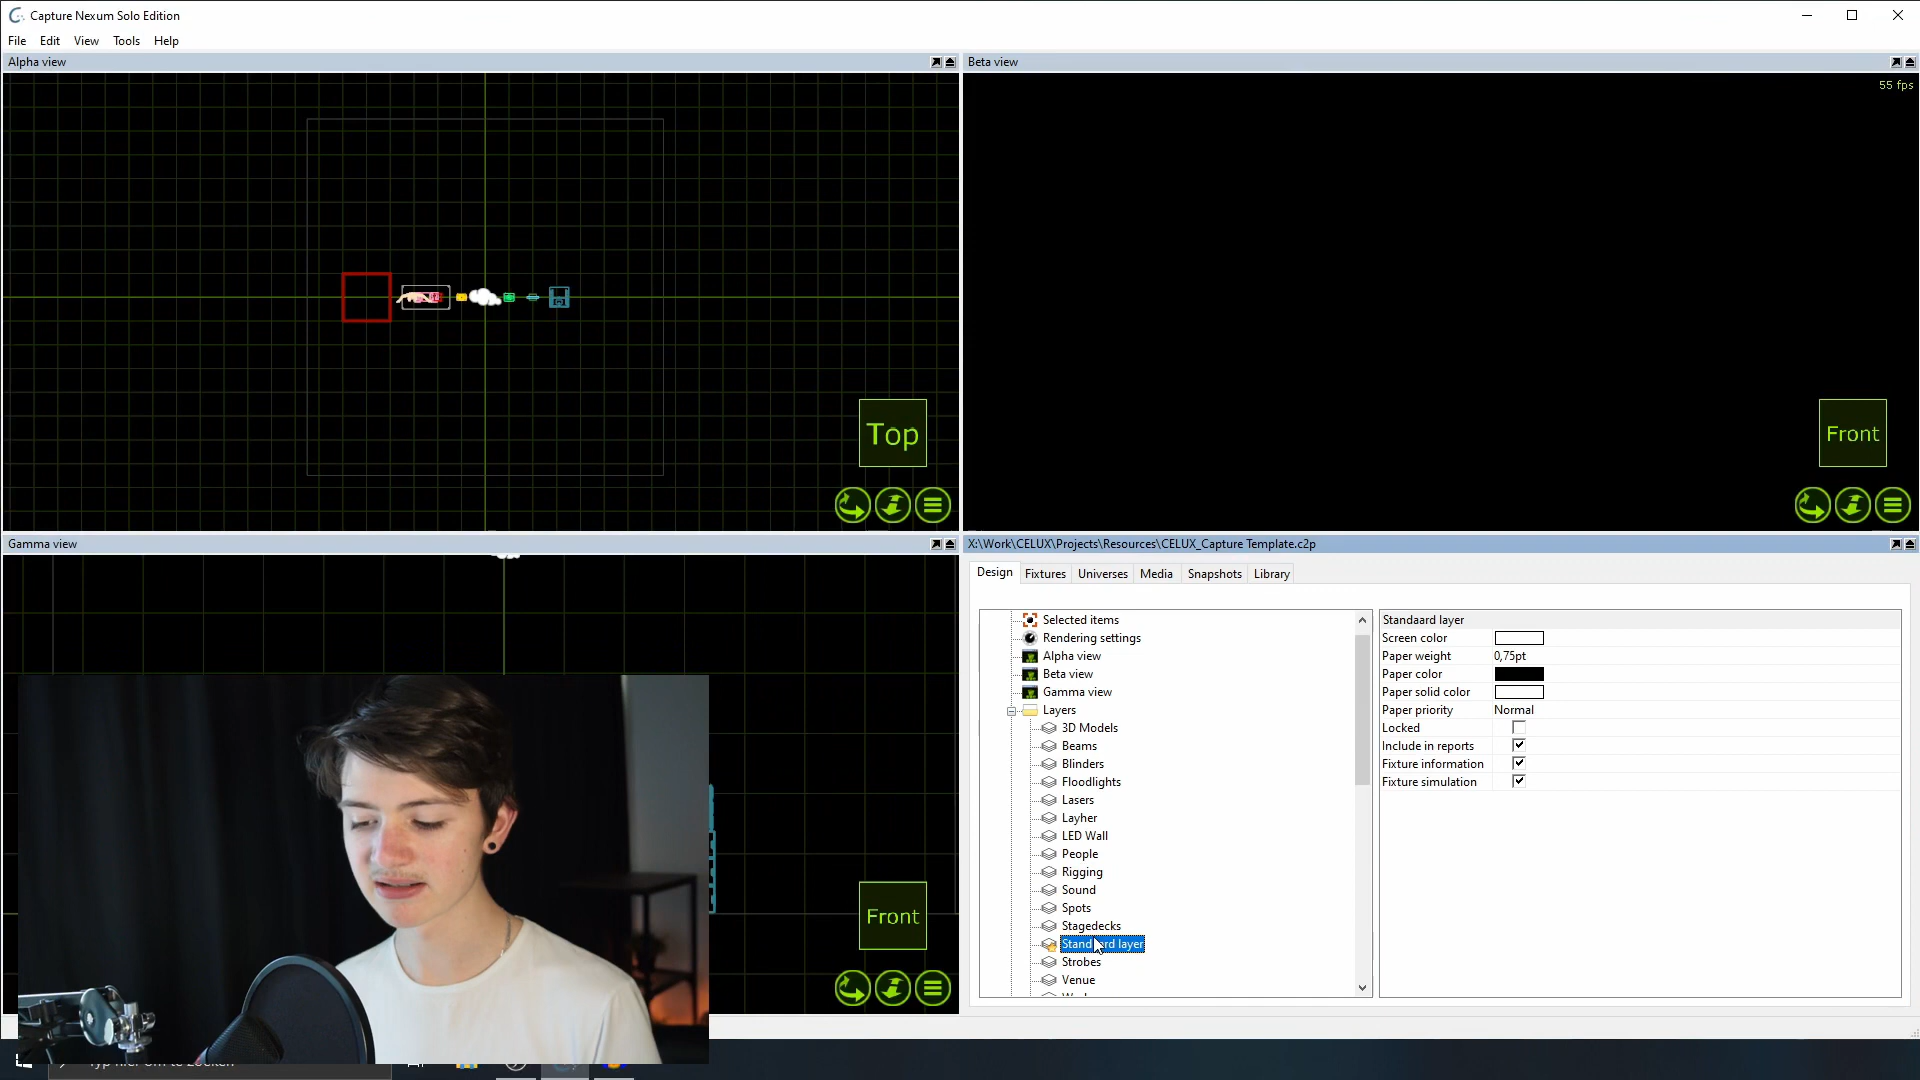 Capture Nexum Solo Edition
File Edit View Tools Help
Alpha view
Top
Beta view
55 fps
Front
Gamma view
Front
X:\Work\CELUX\Projects\Resources\CELUX_Capture Template.c2p
Design Fixtures Universes Media Snapshots Library
Selected items
Rendering settings
Alpha view
Beta view
Gamma view
Layers
3D Models
Beams
Blinders
Floodlights
Lasers
Layher
LED Wall
People
Rigging
Sound
Spots
Stagedecks
Standaard layer
Strobes
Venue
Standaard layer
Screen color
Paper weight 0,75pt
Paper color
Paper solid color
Paper priority Normal
Locked
Include in reports
Fixture information
Fixture simulation